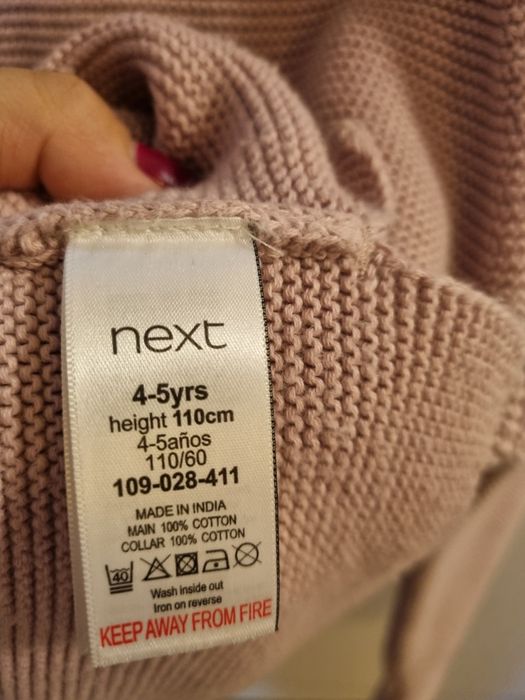 next
4-5yrs
height 110cm
4-5años
110/60
109-028-411
MADE IN INDIA
MAIN 100% COTTON
COLLAR 100% COTTON
40
Wash inside out
Iron on reverse
KEEP AWAY FROM FIRE